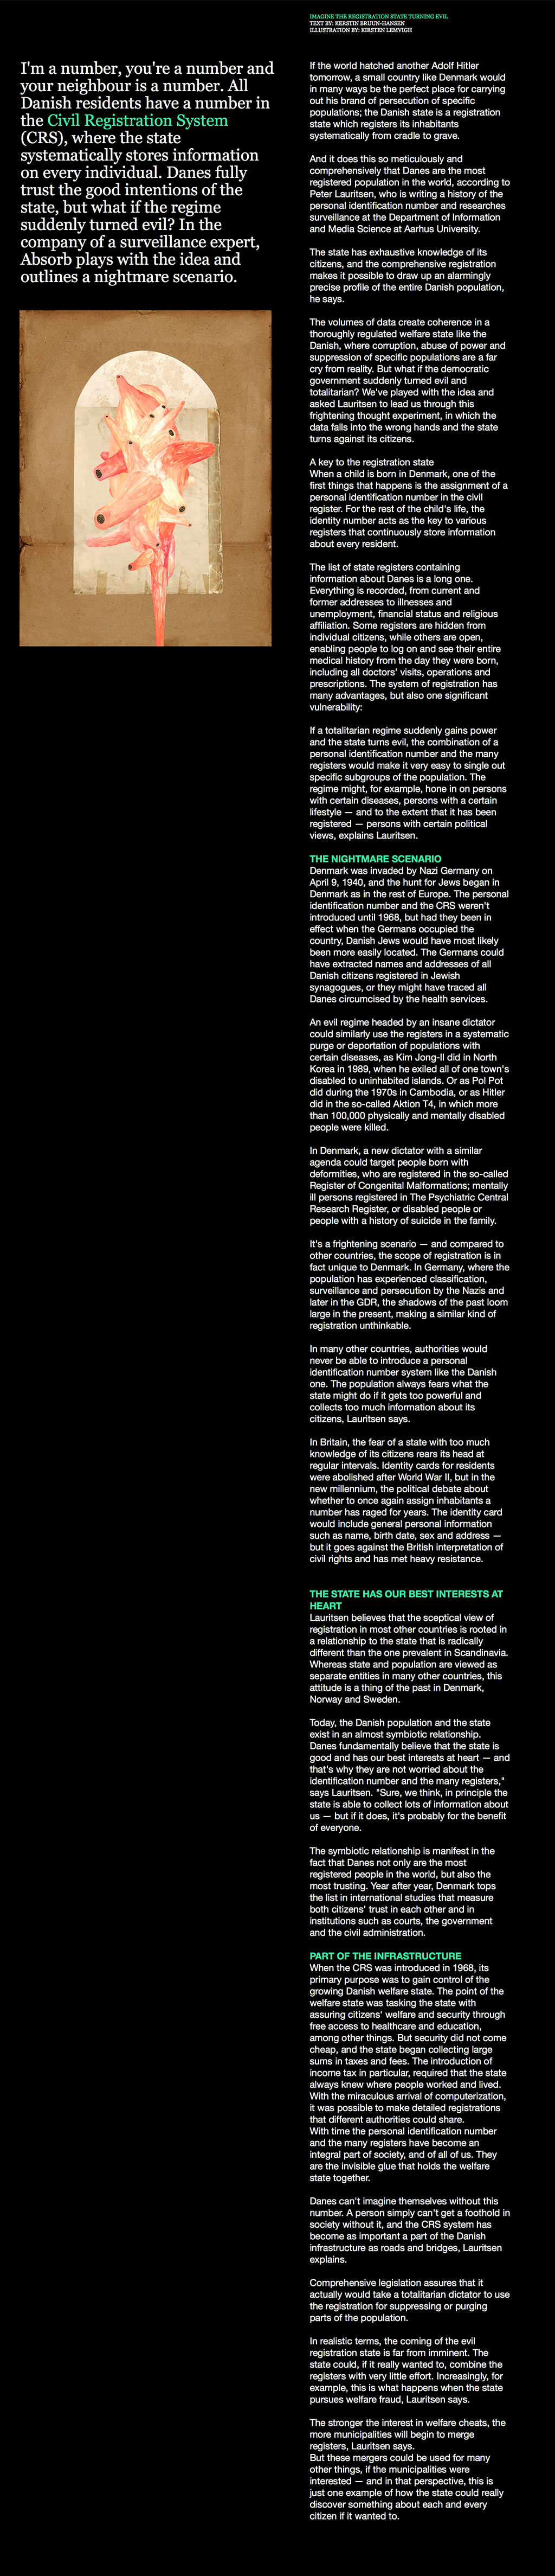 IMAGINE THE REGISTRATION STATE TURNING EVIL
TEXT BY: KERSTIN BRUUN-HANSEN
ILLUSTRATION BY: KIRSTEN LEMVIGH
I'm a number, you're a number and
your neighbour is a number. All
Danish residents have a number in
the Civil Registration System
(CRS), where the state
systematically stores information
on every individual. Danes fully
trust the good intentions of the
state, but what if the regime
suddenly turned evil? In the
company of a surveillance expert,
Absorb plays with the idea and
outlines a nightmare scenario.
If the world hatched another Adolf Hitler
tomorrow, a small country like Denmark would
in many ways be the perfect place for carrying
out his brand of persecution of specific
populations; the Danish state is a registration
state which registers its inhabitants
systematically from cradle to grave.
And it does this so meticulously and
comprehensively that Danes are the most
registered population in the world, according to
Peter Lauritsen, who is writing a history of the
personal identification number and researches
surveillance at the Department of Information
and Media Science at Aarhus University.
The state has exhaustive knowledge of its
citizens, and the comprehensive registration
makes it possible to draw up an alarmingly
precise profile of the entire Danish population,
he says.
The volumes of data create coherence in a
thoroughly regulated welfare state like the
Danish, where corruption, abuse of power and
suppression of specific populations are a far
cry from reality. But what if the democratic
government suddenly turned evil and
totalitarian? We've played with the idea and
asked Lauritsen to lead us through this
frightening thought experiment, in which the
data falls into the wrong hands and the state
turns against its citizens.
A key to the registration state
When a child is born in Denmark, one of the
first things that happens is the assignment of a
personal identification number in the civil
register. For the rest of the child's life, the
identity number acts as the key to various
registers that continuously store information
about every resident.
The list of state registers containing
information about Danes is a long one.
Everything is recorded, from current and
former addresses to illnesses and
unemployment, financial status and religious
affiliation. Some registers are hidden from
individual citizens, while others are open,
enabling people to log on and see their entire
medical history from the day they were born,
including all doctors' visits, operations and
prescriptions. The system of registration has
many advantages, but also one significant
vulnerability:
If a totalitarian regime suddenly gains power
and the state turns evil, the combination of a
personal identification number and the many
registers would make it very easy to single out
specific subgroups of the population. The
regime might, for example, hone in on persons
with certain diseases, persons with a certain
lifestyle — and to the extent that it has been
registered — persons with certain political
views, explains Lauritsen.
THE NIGHTMARE SCENARIO
Denmark was invaded by Nazi Germany on
April 9, 1940, and the hunt for Jews began in
Denmark as in the rest of Europe. The personal
identification number and the CRS weren't
introduced until 1968, but had they been in
effect when the Germans occupied the
country, Danish Jews would have most likely
been more easily located. The Germans could
have extracted names and addresses of all
Danish citizens registered in Jewish
synagogues, or they might have traced all
Danes circumcised by the health services.
An evil regime headed by an insane dictator
could similarly use the registers in a systematic
purge or deportation of populations with
certain diseases, as Kim Jong-Il did in North
Korea in 1989, when he exiled all of one town's
disabled to uninhabited islands. Or as Pol Pot
did during the 1970s in Cambodia, or as Hitler
did in the so-called Aktion T4, in which more
than 100,000 physically and mentally disabled
people were killed.
In Denmark, a new dictator with a similar
agenda could target people born with
deformities, who are registered in the so-called
Register of Congenital Malformations; mentally
ill persons registered in The Psychiatric Central
Research Register, or disabled people or
people with a history of suicide in the family.
It's a frightening scenario — and compared to
other countries, the scope of registration is in
fact unique to Denmark. In Germany, where the
population has experienced classification,
surveillance and persecution by the Nazis and
later in the GDR, the shadows of the past loom
large in the present, making a similar kind of
registration unthinkable.
In many other countries, authorities would
never be able to introduce a personal
identification number system like the Danish
one. The population always fears what the
state might do if it gets too powerful and
collects too much information about its
citizens, Lauritsen says.
In Britain, the fear of a state with too much
knowledge of its citizens rears its head at
regular intervals. Identity cards for residents
were abolished after World War II, but in the
new millennium, the political debate about
whether to once again assign inhabitants a
number has raged for years. The identity card
would include general personal information
such as name, birth date, sex and address —
but it goes against the British interpretation of
civil rights and has met heavy resistance.
THE STATE HAS OUR BEST INTERESTS AT
HEART
Lauritsen believes that the sceptical view of
registration in most other countries is rooted in
a relationship to the state that is radically
different than the one prevalent in Scandinavia.
Whereas state and population are viewed as
separate entities in many other countries, this
attitude is a thing of the past in Denmark,
Norway and Sweden.
Today, the Danish population and the state
exist in an almost symbiotic relationship.
Danes fundamentally believe that the state is
good and has our best interests at heart — and
that's why they are not worried about the
identification number and the many registers,"
says Lauritsen. "Sure, we think, in principle the
state is able to collect lots of information about
us — but if it does, it's probably for the benefit
of everyone.
The symbiotic relationship is manifest in the
fact that Danes not only are the most
registered people in the world, but also the
most trusting. Year after year, Denmark tops
the list in international studies that measure
both citizens' trust in each other and in
institutions such as courts, the government
and the civil administration.
PART OF THE INFRASTRUCTURE
When the CRS was introduced in 1968, its
primary purpose was to gain control of the
growing Danish welfare state. The point of the
welfare state was tasking the state with
assuring citizens' welfare and security through
free access to healthcare and education,
among other things. But security did not come
cheap, and the state began collecting large
sums in taxes and fees. The introduction of
income tax in particular, required that the state
always knew where people worked and lived.
With the miraculous arrival of computerization,
it was possible to make detailed registrations
that different authorities could share.
With time the personal identification number
and the many registers have become an
integral part of society, and of all of us. They
are the invisible glue that holds the welfare
state together.
Danes can't imagine themselves without this
number. A person simply can't get a foothold in
society without it, and the CRS system has
become as important a part of the Danish
infrastructure as roads and bridges, Lauritsen
explains.
Comprehensive legislation assures that it
actually would take a totalitarian dictator to use
the registration for suppressing or purging
parts of the population.
In realistic terms, the coming of the evil
registration state is far from imminent. The
state could, if it really wanted to, combine the
registers with very little effort. Increasingly, for
example, this is what happens when the state
pursues welfare fraud, Lauritsen says.
The stronger the interest in welfare cheats, the
more municipalities will begin to merge
registers, Lauritsen says.
But these mergers could be used for many
other things, if the municipalities were
interested — and in that perspective, this is
just one example of how the state could really
discover something about each and every
citizen if it wanted to.